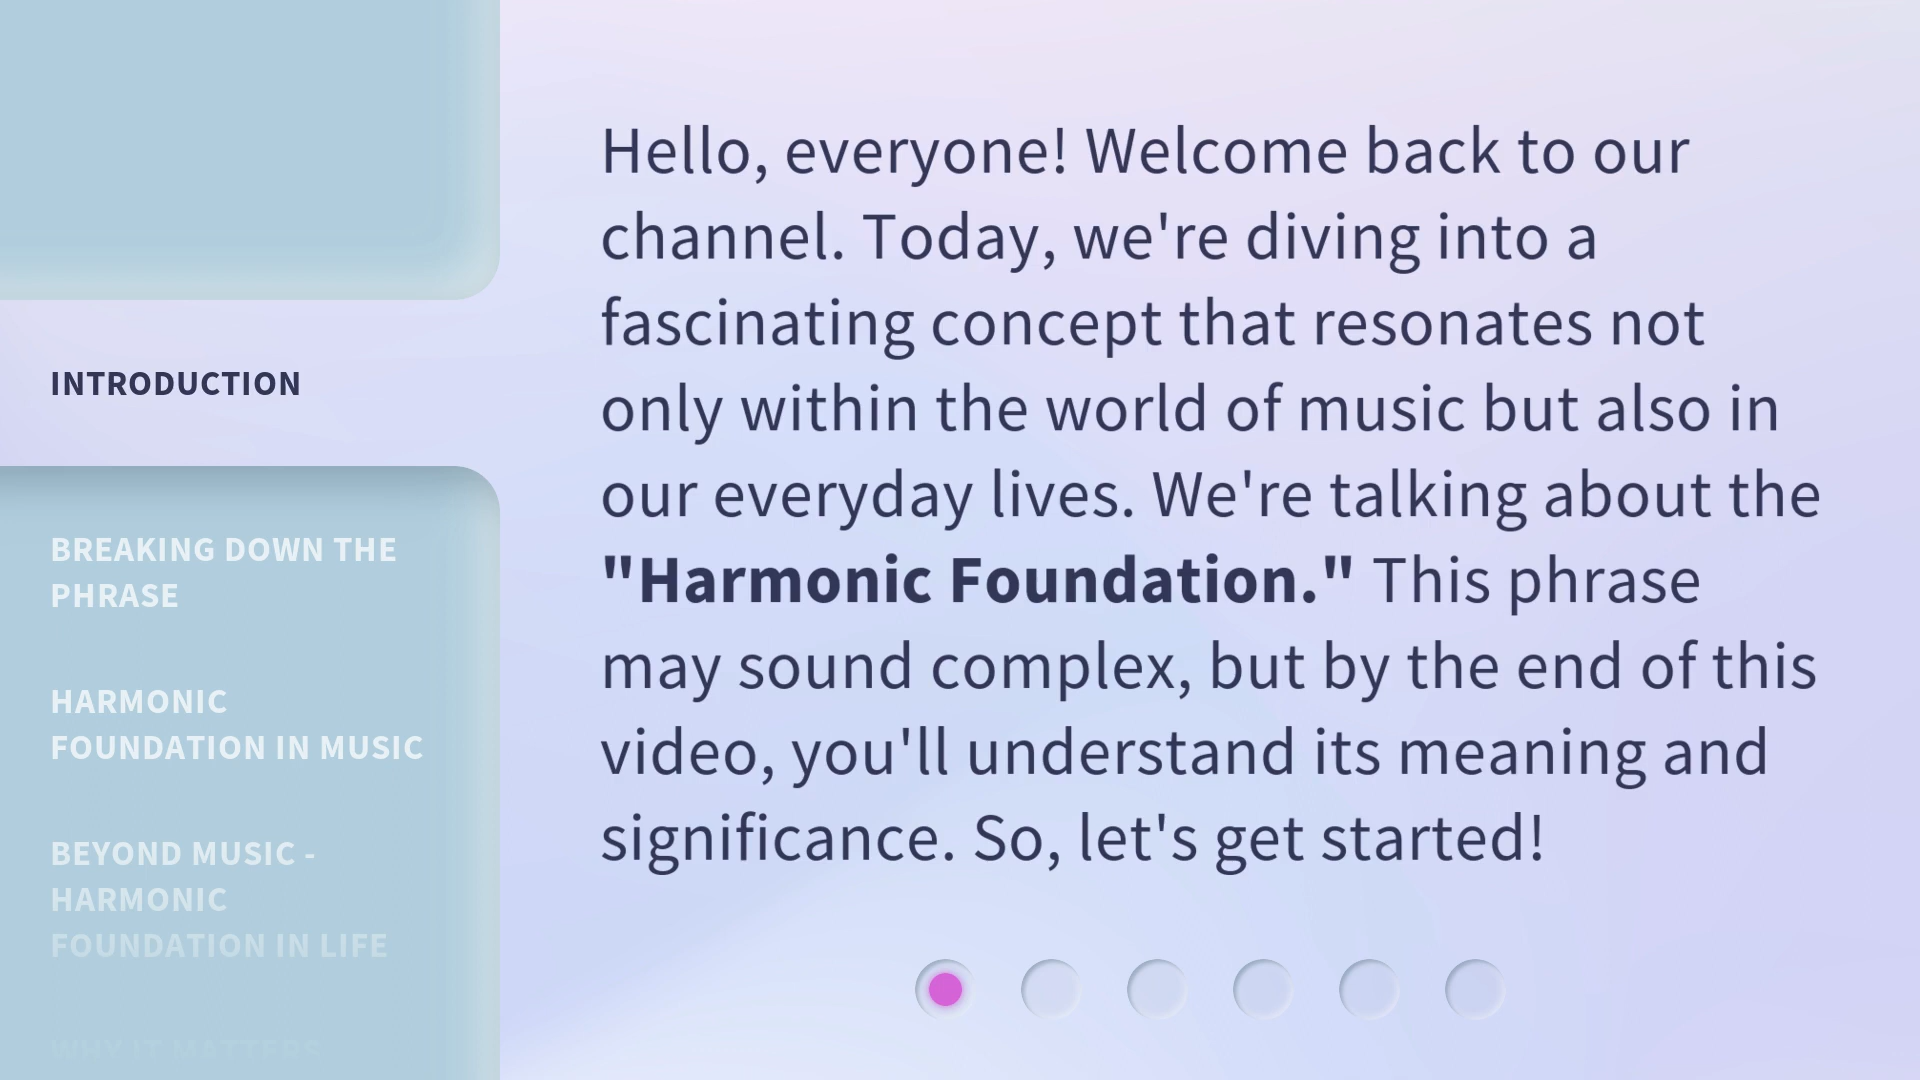 INTRODUCTION
BREAKING DOWN THE
PHRASE
HARMONIC
FOUNDATION IN MUSIC
BEYOND MUSIC -
HARMONIC
FOUNDATION IN LIFE
WHY IT MATTERS
Hello, everyone! Welcome back to our
channel. Today, we're diving into a
fascinating concept that resonates not
only within the world of music but also in
our everyday lives. We're talking about the
"Harmonic Foundation." This phrase
may sound complex, but by the end of this
video, you'll understand its meaning and
significance. So, let's get started!